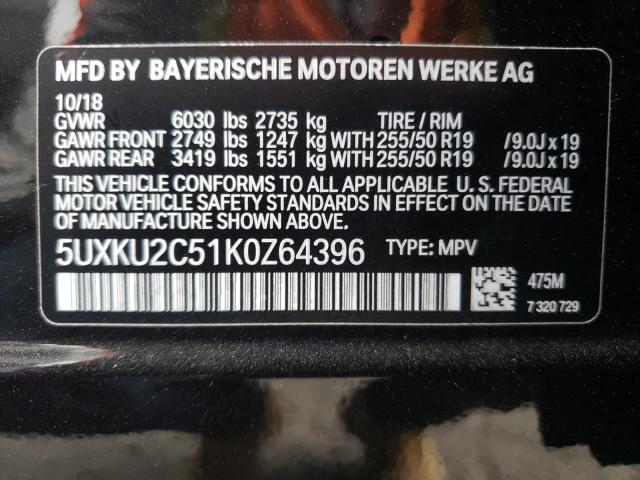 MFD BY BAYERISCHE MOTOREN WERKE AG
10/18
GVWR 6030 lbs 2735 kg TIRE / RIM
GAWR FRONT 2749 lbs 1247 kg WITH 255/50 R19 /9.0J x 19
GAWR REAR 3419 lbs 1551 kg WITH 255/50 R19 /9.0J x 19
THIS VEHICLE CONFORMS TO ALL APPLICABLE U. S. FEDERAL
MOTOR VEHICLE SAFETY STANDARDS IN EFFECT ON THE DATE
OF MANUFACTURE SHOWN ABOVE.
5UXKU2C51K0Z64396 TYPE: MPV
475M
7 320 729